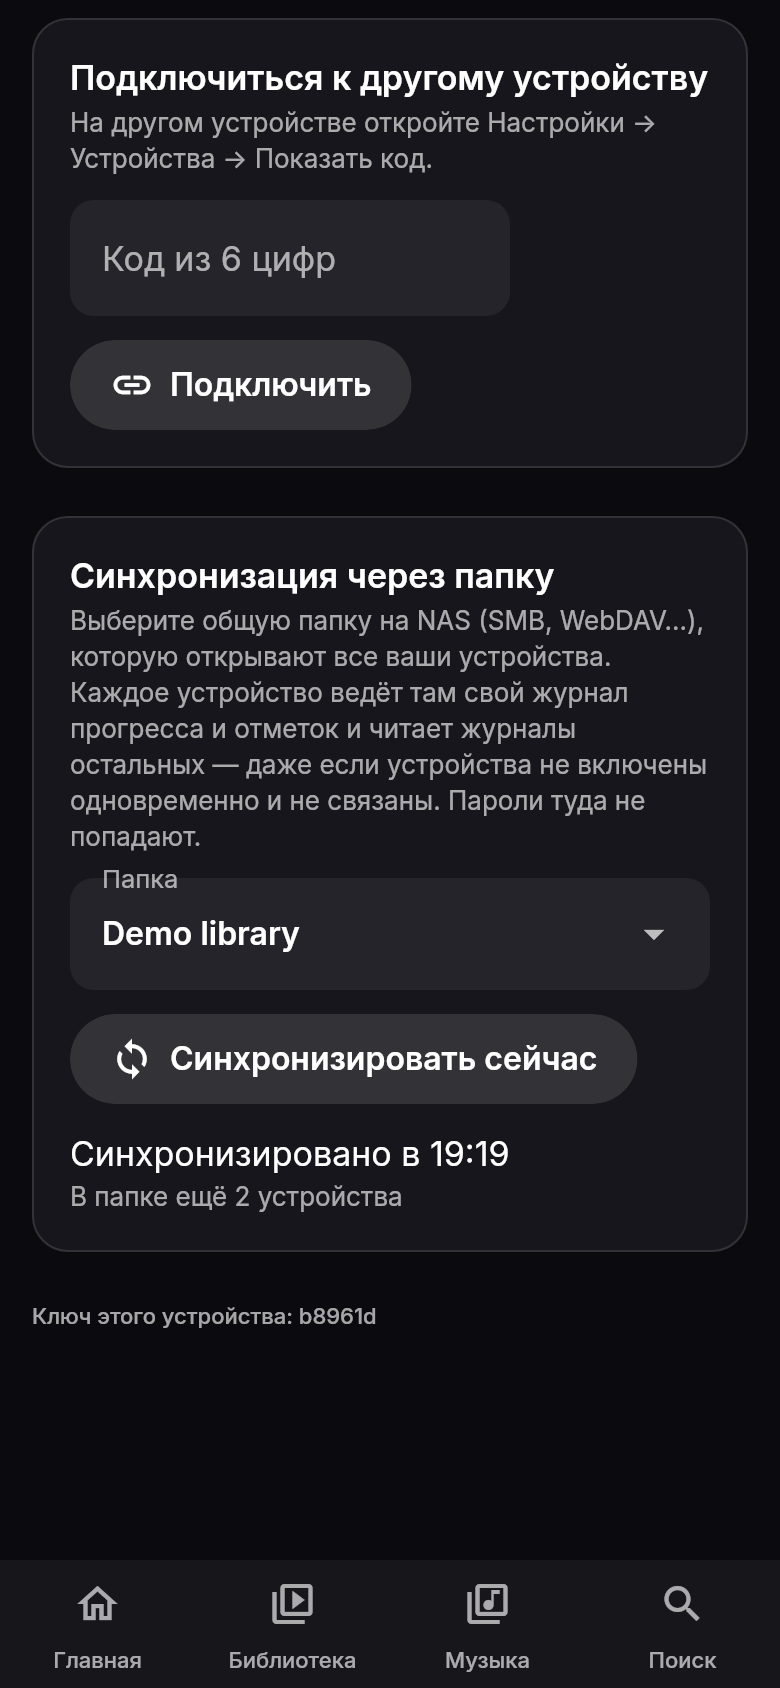 Подключиться к другому устройству
На другом устройстве откройте Настройки →
Устройства → Показать код.
Код из 6 цифр
Подключить
Синхронизация через папку
Выберите общую папку на NAS (SMB, WebDAV...),
которую открывают все ваши устройства.
Каждое устройство ведёт там свой журнал
прогресса и отметок и читает журналы
остальных — даже если устройства не включены
одновременно и не связаны. Пароли туда не
попадают.
Папка
Demo library
Синхронизировать сейчас
Синхронизировано в 19:19
В папке ещё 2 устройства
Ключ этого устройства: b8961d
Главная
Библиотека
Музыка
Поиск